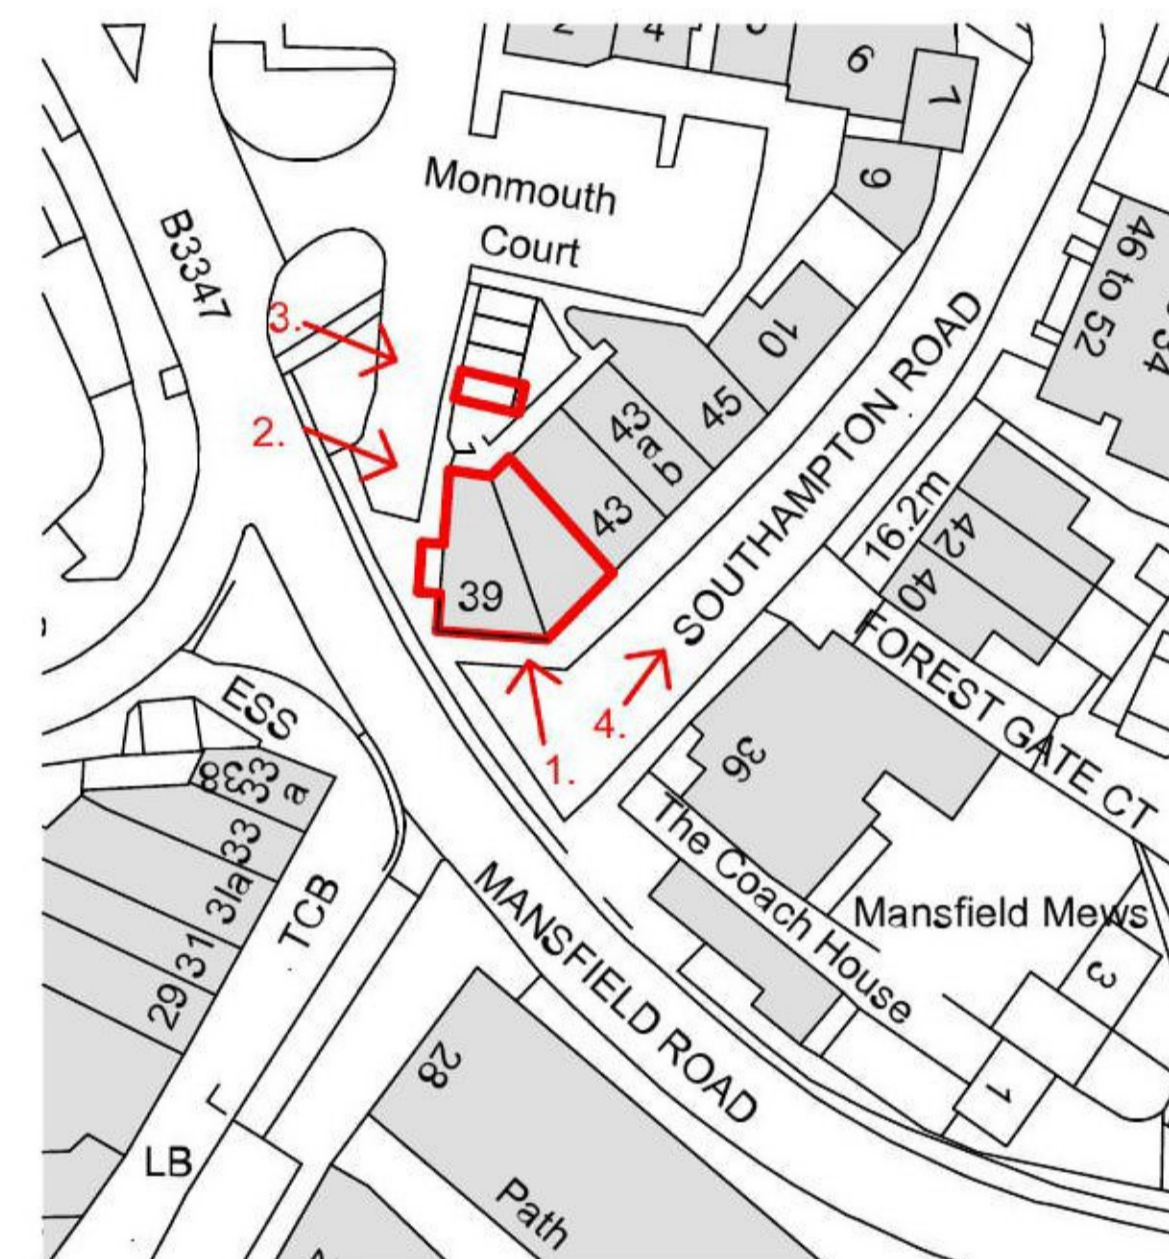 4
6
7
9
Monmouth
Court
B3347
46 to 52
10
3.
45
43
a
b
2.
43
SOUTHAMPTON ROAD
16.2m
42
40
39
FOREST GATE CT
ESS
4.
1.
36
33
a
33
31a
31
29
TCB
The Coach House
Mansfield Mews
MANSFIELD ROAD
3
1
28
LB
Path